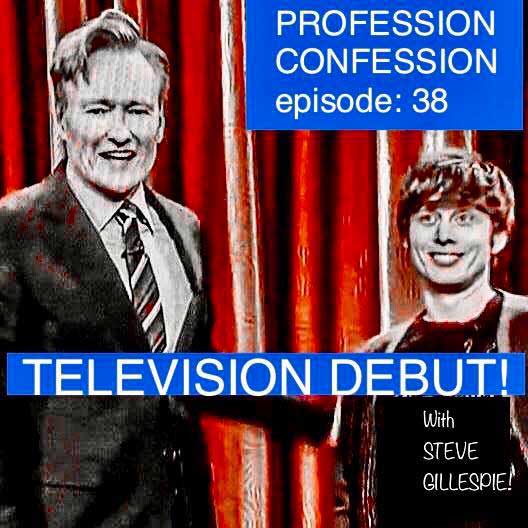 PROFESSION
CONFESSION
episode: 38
TELEVISION DEBUT!
With
STEVE
GILLESPIE!